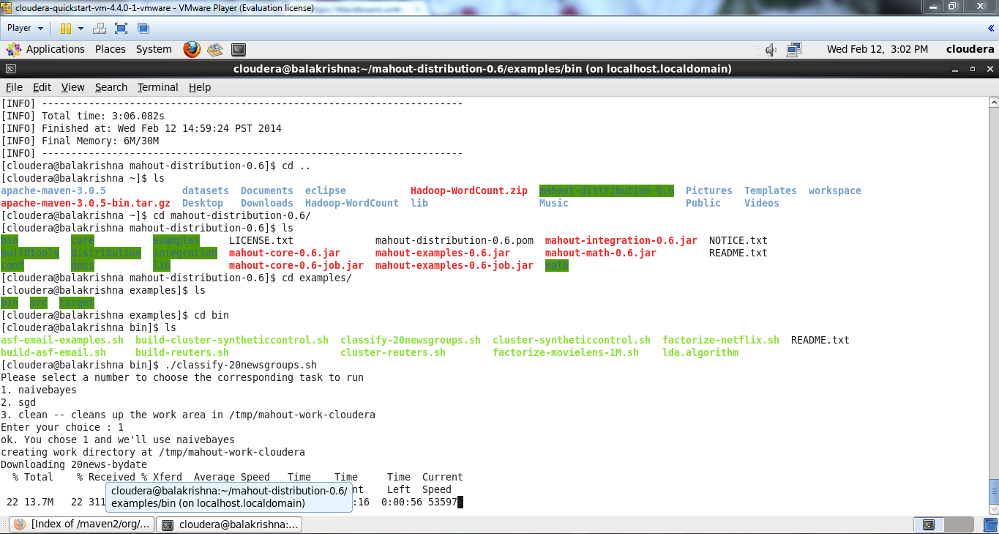 cloudera-quickstart-vm-4.4.0-1-vmware - VMware Player (Evaluation license)
Player
Applications Places System Wed Feb 12, 3:02 PM cloudera
cloudera@balakrishna:~/mahout-distribution-0.6/examples/bin (on localhost.localdomain)
File Edit View Search Terminal Help
[INFO] ------------------------------------------------------------------------
[INFO] Total time: 3:06.082s
[INFO] Finished at: Wed Feb 12 14:59:24 PST 2014
[INFO] Final Memory: 6M/30M
[INFO] ------------------------------------------------------------------------
[cloudera@balakrishna mahout-distribution-0.6]$ cd ..
[cloudera@balakrishna ~]$ ls
apache-maven-3.0.5 datasets Documents eclipse Hadoop-WordCount.zip mahout-distribution-0.6 Pictures Templates workspace
apache-maven-3.0.5-bin.tar.gz Desktop Downloads Hadoop-WordCount lib Music Public Videos
[cloudera@balakrishna ~]$ cd mahout-distribution-0.6/
[cloudera@balakrishna mahout-distribution-0.6]$ ls
bin core examples LICENSE.txt mahout-distribution-0.6.pom mahout-integration-0.6.jar NOTICE.txt
buildtools distribution integration mahout-core-0.6.jar mahout-examples-0.6.jar mahout-math-0.6.jar README.txt
conf docs lib mahout-core-0.6-job.jar mahout-examples-0.6-job.jar math
[cloudera@balakrishna mahout-distribution-0.6]$ cd examples/
[cloudera@balakrishna examples]$ ls
bin src target
[cloudera@balakrishna examples]$ cd bin
[cloudera@balakrishna bin]$ ls
asf-email-examples.sh build-cluster-syntheticcontrol.sh classify-20newsgroups.sh cluster-syntheticcontrol.sh factorize-netflix.sh README.txt
build-asf-email.sh build-reuters.sh cluster-reuters.sh factorize-movielens-1M.sh lda.algorithm
[cloudera@balakrishna bin]$ ./classify-20newsgroups.sh
Please select a number to choose the corresponding task to run
1. naivebayes
2. sgd
3. clean -- cleans up the work area in /tmp/mahout-work-cloudera
Enter your choice : 1
ok. You chose 1 and we'll use naivebayes
creating work directory at /tmp/mahout-work-cloudera
Downloading 20news-bydate
% Total % Received % Xferd Average Speed Time Time Time Current
nt Left Speed
22 13.7M 22 311 :16 0:00:56 53597
cloudera@balakrishna:~/mahout-distribution-0.6/
examples/bin (on localhost.localdomain)
[Index of /maven2/org/... cloudera@balakrishna:...